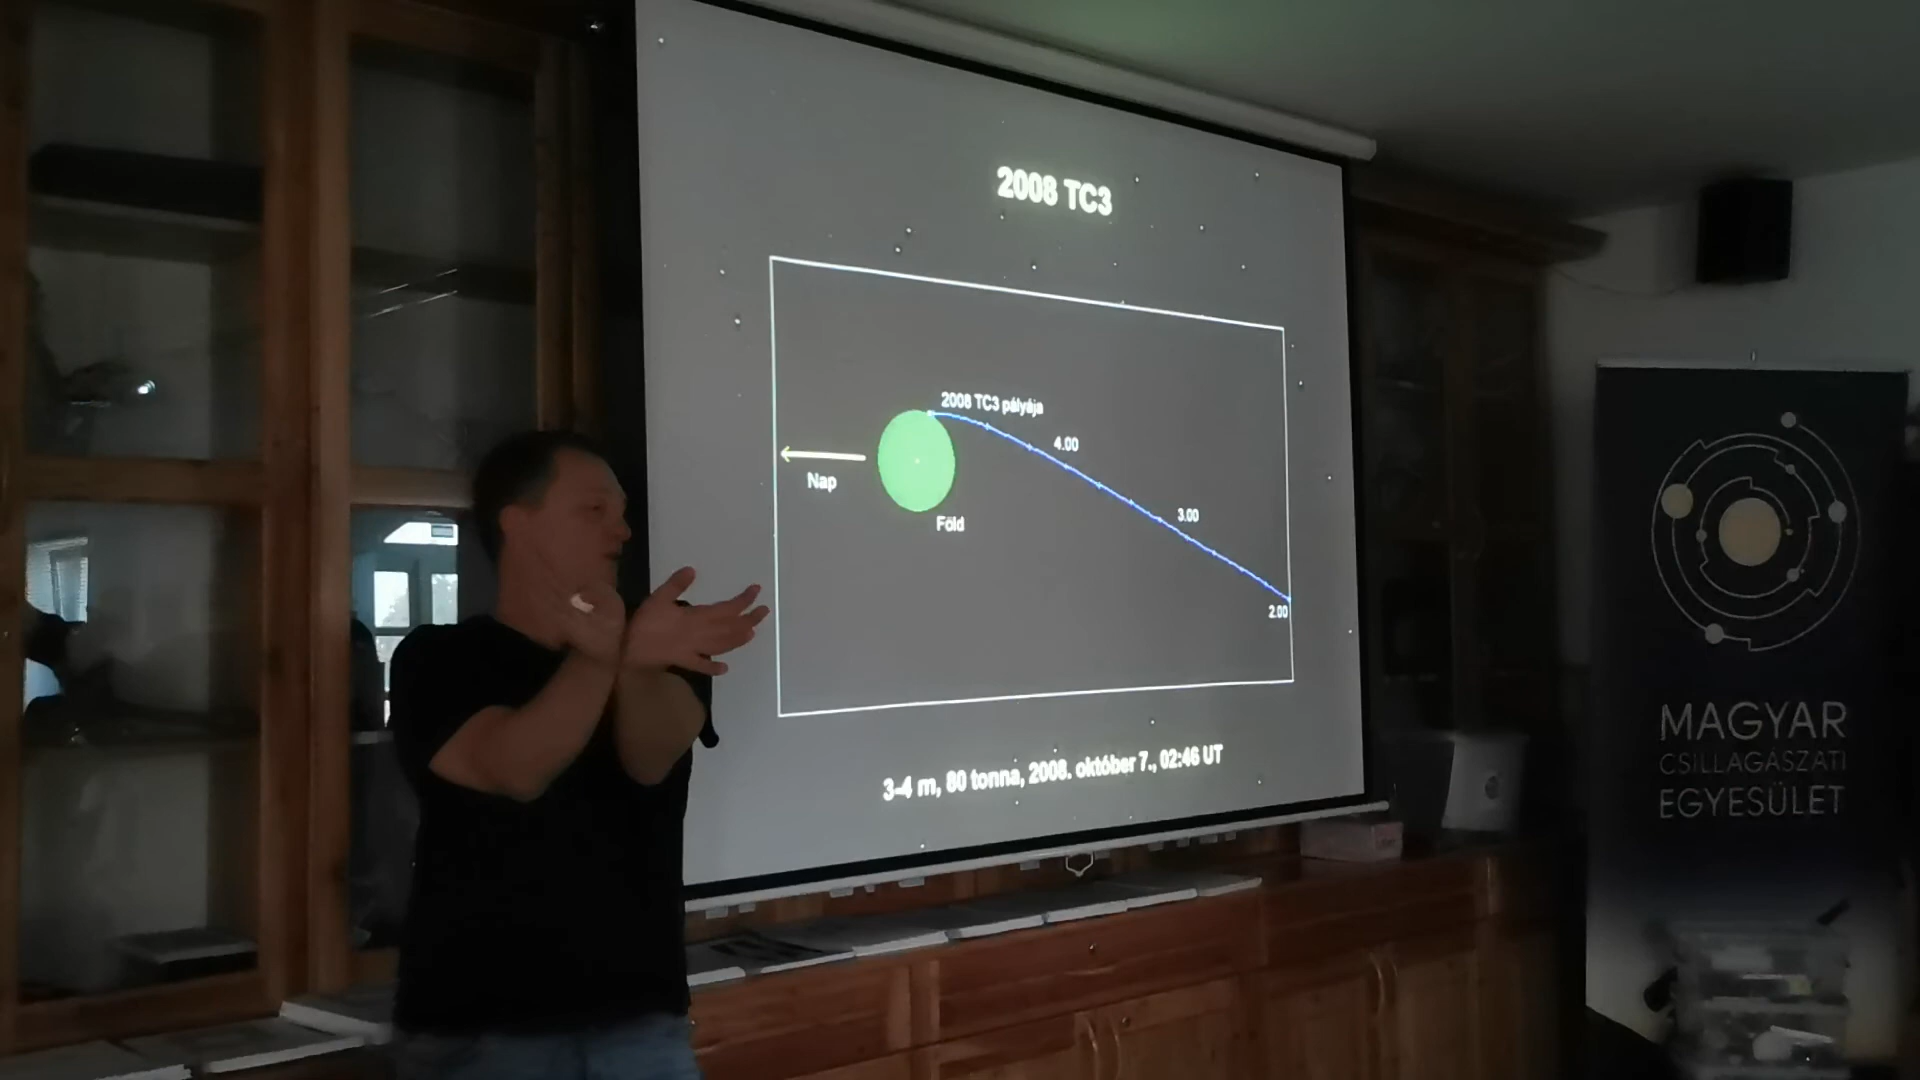 2008 TC3
2008 TC3 pályája
4.00
Nap
3.00
Föld
2.00
3-4 m, 80 tonna, 2008. október 7., 02:46 UT
MAGYAR
CSILLAGÁSZATI
EGYESÜLET